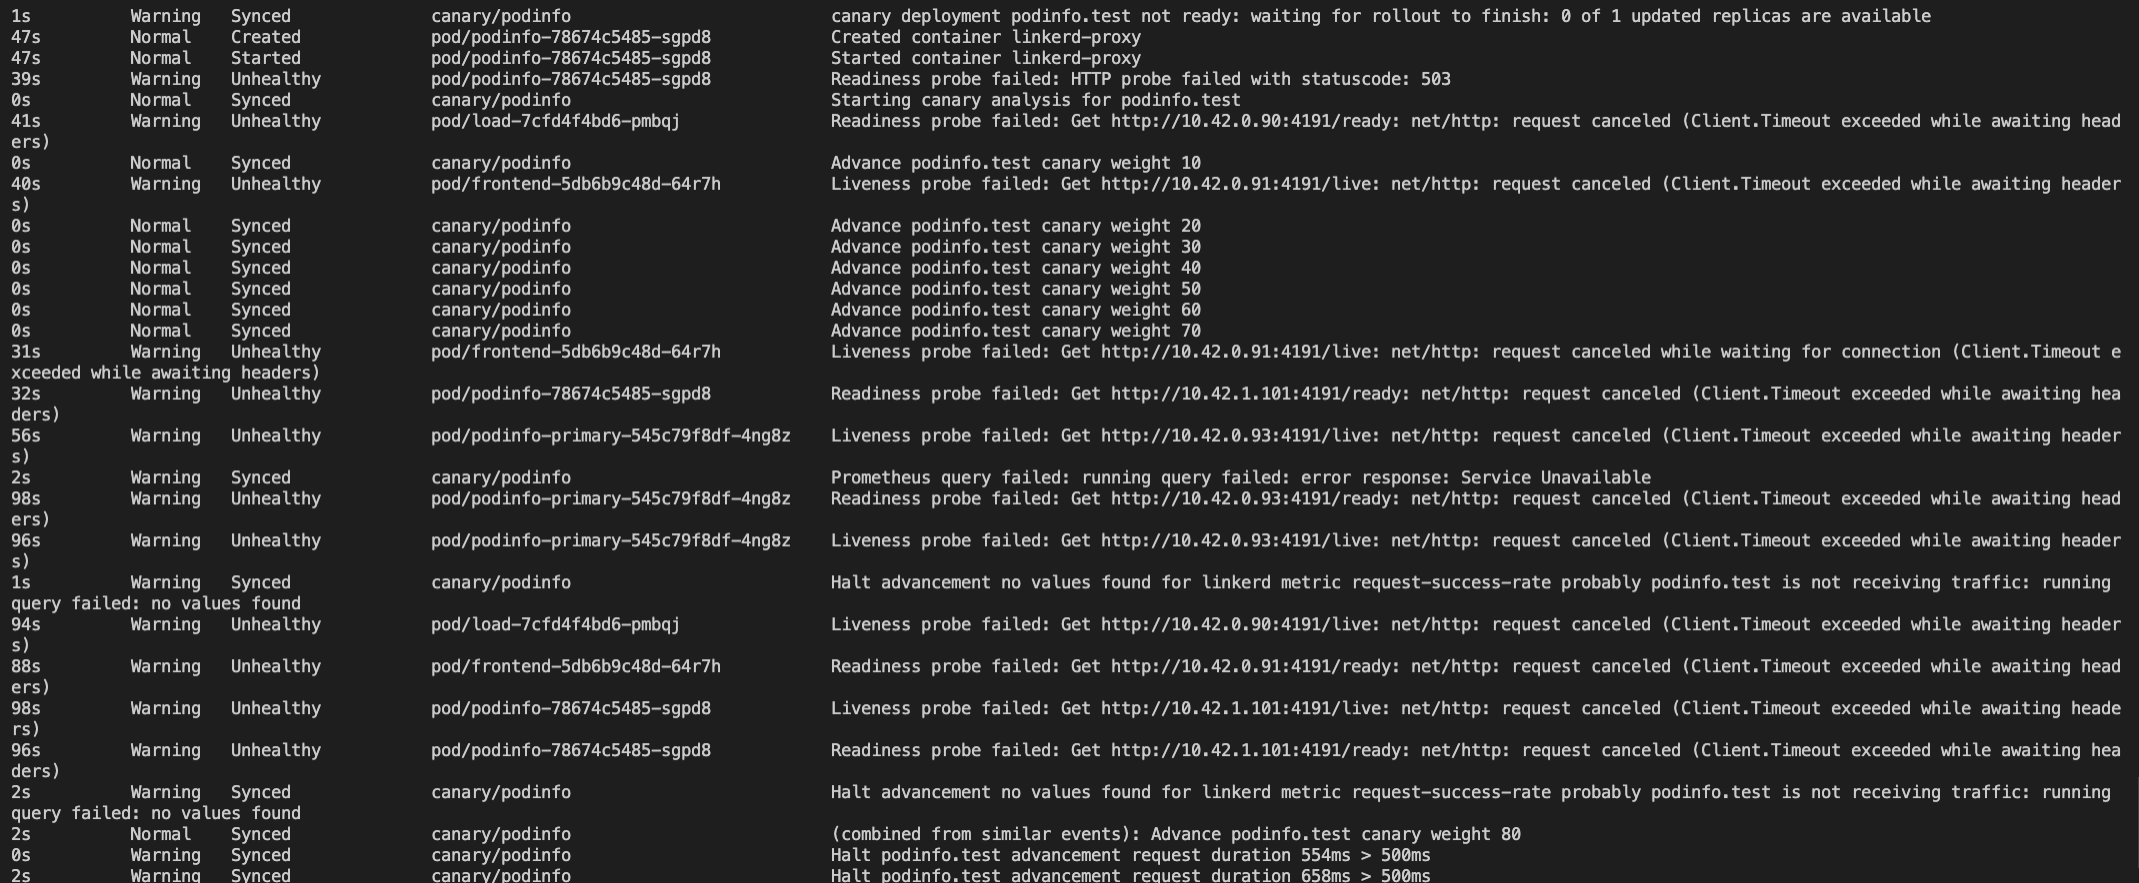 1s          Warning   Synced              canary/podinfo                          canary deployment podinfo.test not ready: waiting for rollout to finish: 0 of 1 updated replicas are available
47s         Normal    Created             pod/podinfo-78674c5485-sgpd8            Created container linkerd-proxy
47s         Normal    Started             pod/podinfo-78674c5485-sgpd8            Started container linkerd-proxy
39s         Warning   Unhealthy           pod/podinfo-78674c5485-sgpd8            Readiness probe failed: HTTP probe failed with statuscode: 503
0s          Normal    Synced              canary/podinfo                          Starting canary analysis for podinfo.test
41s         Warning   Unhealthy           pod/load-7cfd4f4bd6-pmbqj               Readiness probe failed: Get http://10.42.0.90:4191/ready: net/http: request canceled (Client.Timeout exceeded while awaiting head
ers)
0s          Normal    Synced              canary/podinfo                          Advance podinfo.test canary weight 10
40s         Warning   Unhealthy           pod/frontend-5db6b9c48d-64r7h           Liveness probe failed: Get http://10.42.0.91:4191/live: net/http: request canceled (Client.Timeout exceeded while awaiting header
s)
0s          Normal    Synced              canary/podinfo                          Advance podinfo.test canary weight 20
0s          Normal    Synced              canary/podinfo                          Advance podinfo.test canary weight 30
0s          Normal    Synced              canary/podinfo                          Advance podinfo.test canary weight 40
0s          Normal    Synced              canary/podinfo                          Advance podinfo.test canary weight 50
0s          Normal    Synced              canary/podinfo                          Advance podinfo.test canary weight 60
0s          Normal    Synced              canary/podinfo                          Advance podinfo.test canary weight 70
31s         Warning   Unhealthy           pod/frontend-5db6b9c48d-64r7h           Liveness probe failed: Get http://10.42.0.91:4191/live: net/http: request canceled while waiting for connection (Client.Timeout e
xceeded while awaiting headers)
32s         Warning   Unhealthy           pod/podinfo-78674c5485-sgpd8            Readiness probe failed: Get http://10.42.1.101:4191/ready: net/http: request canceled (Client.Timeout exceeded while awaiting hea
ders)
56s         Warning   Unhealthy           pod/podinfo-primary-545c79f8df-4ng8z    Liveness probe failed: Get http://10.42.0.93:4191/live: net/http: request canceled (Client.Timeout exceeded while awaiting header
s)
2s          Warning   Synced              canary/podinfo                          Prometheus query failed: running query failed: error response: Service Unavailable
98s         Warning   Unhealthy           pod/podinfo-primary-545c79f8df-4ng8z    Readiness probe failed: Get http://10.42.0.93:4191/ready: net/http: request canceled (Client.Timeout exceeded while awaiting head
ers)
96s         Warning   Unhealthy           pod/podinfo-primary-545c79f8df-4ng8z    Liveness probe failed: Get http://10.42.0.93:4191/live: net/http: request canceled (Client.Timeout exceeded while awaiting header
s)
1s          Warning   Synced              canary/podinfo                          Halt advancement no values found for linkerd metric request-success-rate probably podinfo.test is not receiving traffic: running
query failed: no values found
94s         Warning   Unhealthy           pod/load-7cfd4f4bd6-pmbqj               Liveness probe failed: Get http://10.42.0.90:4191/live: net/http: request canceled (Client.Timeout exceeded while awaiting header
s)
88s         Warning   Unhealthy           pod/frontend-5db6b9c48d-64r7h           Readiness probe failed: Get http://10.42.0.91:4191/ready: net/http: request canceled (Client.Timeout exceeded while awaiting head
ers)
98s         Warning   Unhealthy           pod/podinfo-78674c5485-sgpd8            Liveness probe failed: Get http://10.42.1.101:4191/live: net/http: request canceled (Client.Timeout exceeded while awaiting heade
rs)
96s         Warning   Unhealthy           pod/podinfo-78674c5485-sgpd8            Readiness probe failed: Get http://10.42.1.101:4191/ready: net/http: request canceled (Client.Timeout exceeded while awaiting hea
ders)
2s          Warning   Synced              canary/podinfo                          Halt advancement no values found for linkerd metric request-success-rate probably podinfo.test is not receiving traffic: running
query failed: no values found
2s          Normal    Synced              canary/podinfo                          (combined from similar events): Advance podinfo.test canary weight 80
0s          Warning   Synced              canary/podinfo                          Halt podinfo.test advancement request duration 554ms > 500ms
2s          Warning   Synced              canary/podinfo                          Halt podinfo.test advancement request duration 658ms > 500ms